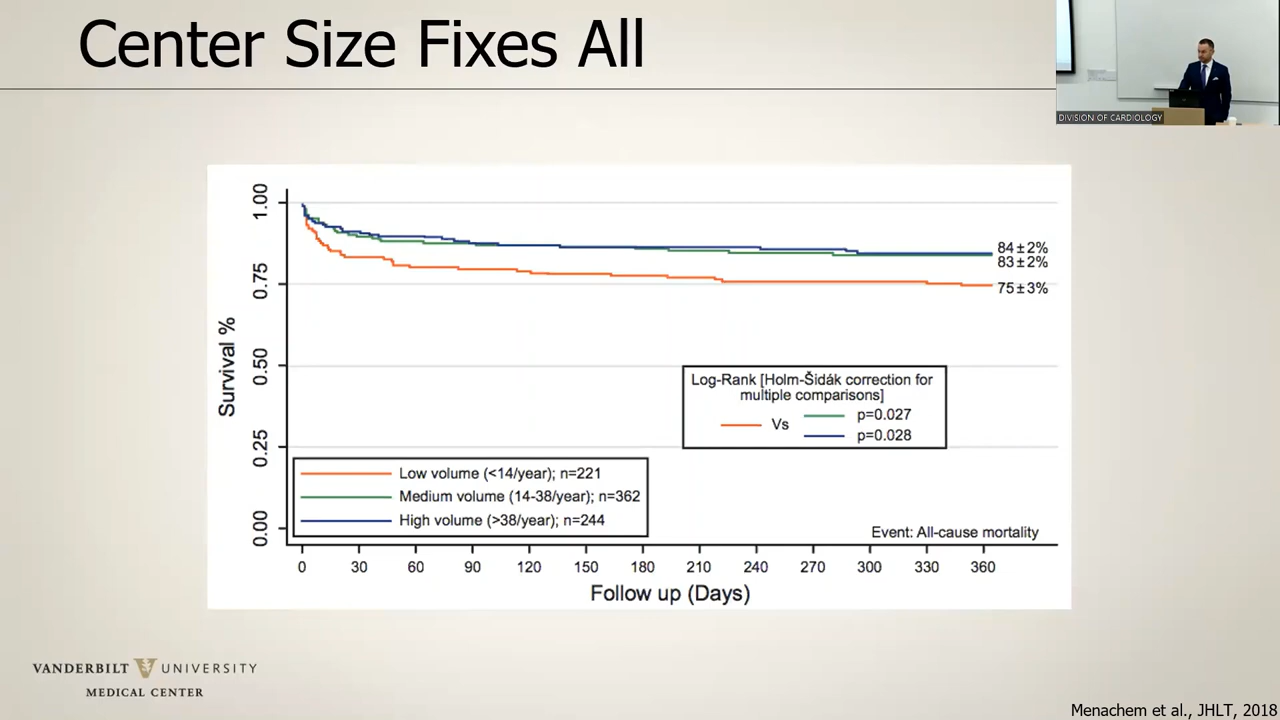 Center Size Fixes All
DIVISION OF CARDIOLOGY
1.00
0.75
0.50
0.25
0.00
Survival %
84±2%
83±2%
75±3%
Log-Rank [Holm-Šidák correction for
multiple comparisons]
Vs
p=0.027
p=0.028
Low volume (<14/year); n=221
Medium volume (14-38/year); n=362
High volume (>38/year); n=244
Event: All-cause mortality
0 30 60 90 120 150 180 210 240 270 300 330 360
Follow up (Days)
VANDERBILT V UNIVERSITY
MEDICAL CENTER
Menachem et al., JHLT, 2018